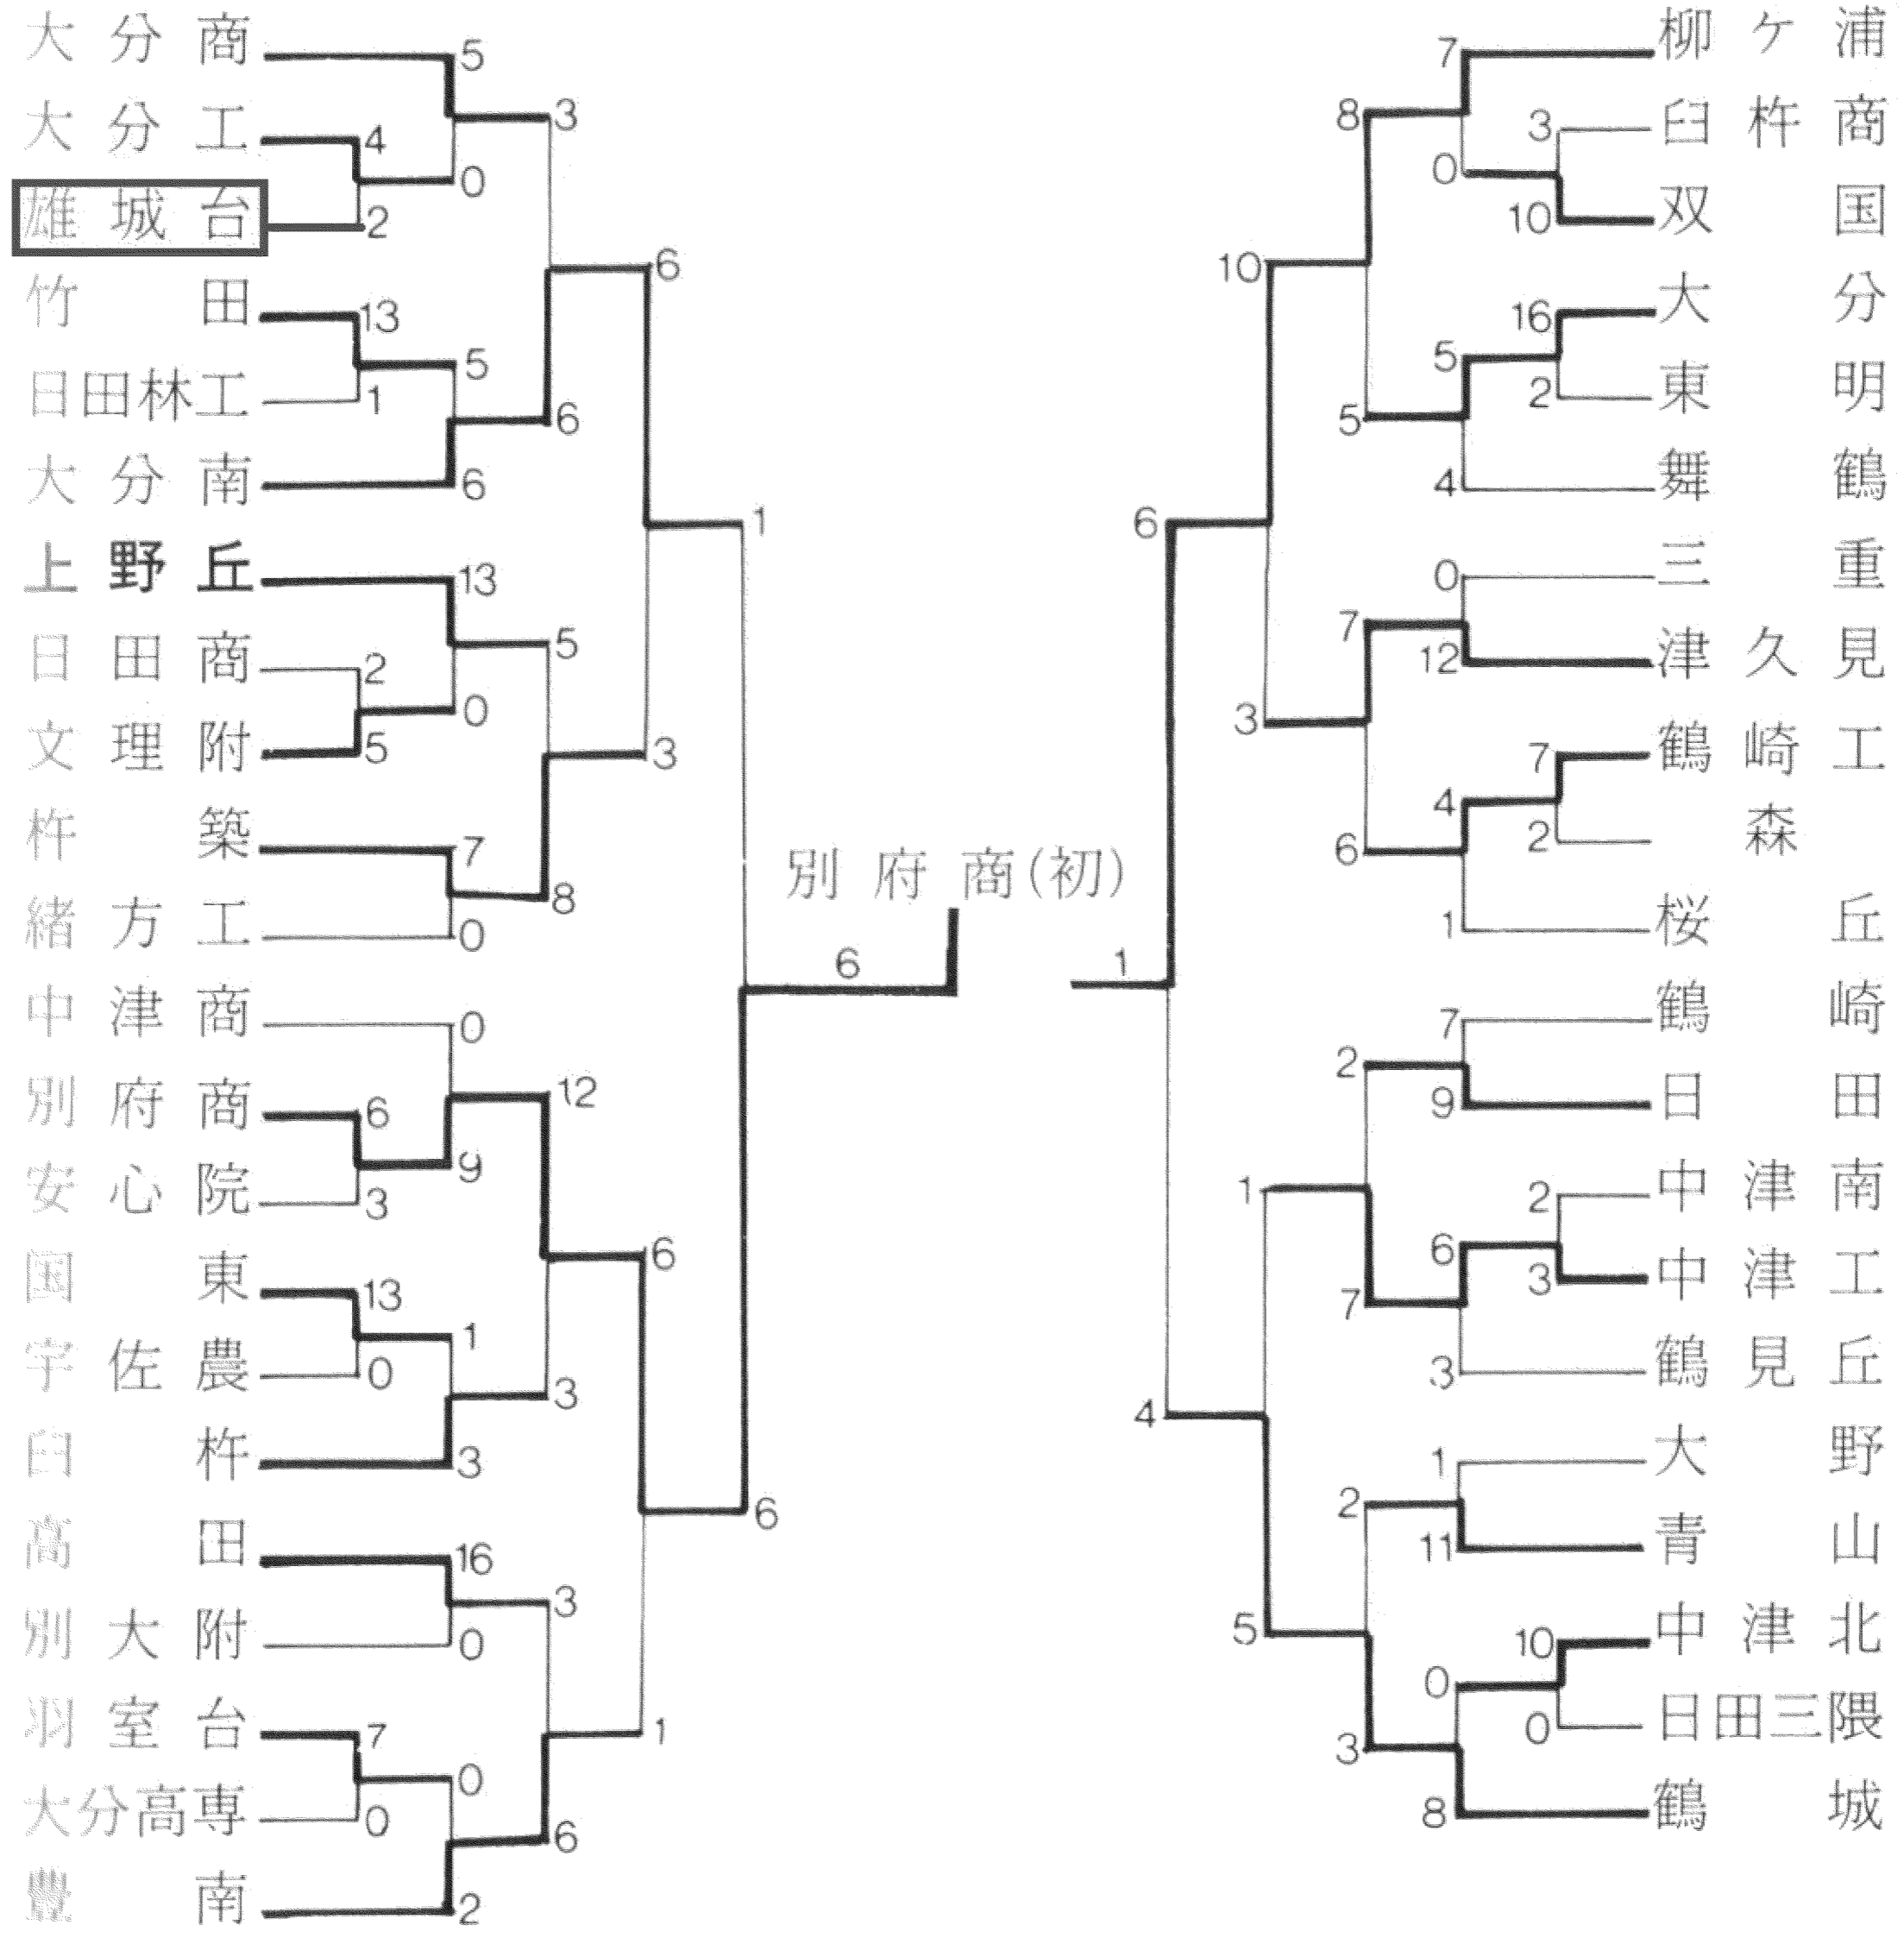 大分商 5
3
大分工 4
0
雄城台 2
6
竹田 13
5
日田林工 1
6
大分南 6
1
上野丘 13
5
日田商 2
0
文理附 5
3
杵築 7
8
緒方工 0
別府商(初)
6
1
中津商 0
12
別府商 6
9
安心院 3
6
国東 13
1
宇佐農 0
3
臼杵 3
6
高田 16
3
別大附 0
羽室台 7
1
0
大分高専 0
6
豊南 2
7 柳ヶ浦
8
3 臼杵商
0
10 双国
10
16 大分
5
2 東明
5
4 舞鶴
6
0 三重
7
12 津久見
3
7 鶴崎工
4
2 森
6
1 桜丘
7 鶴崎
2
9 日田
1
2 中津南
6
3 中津工
7
3 鶴見丘
4
1 大野
2
11 青山
5
10 中津北
0
0 日田三隈
3
8 鶴城